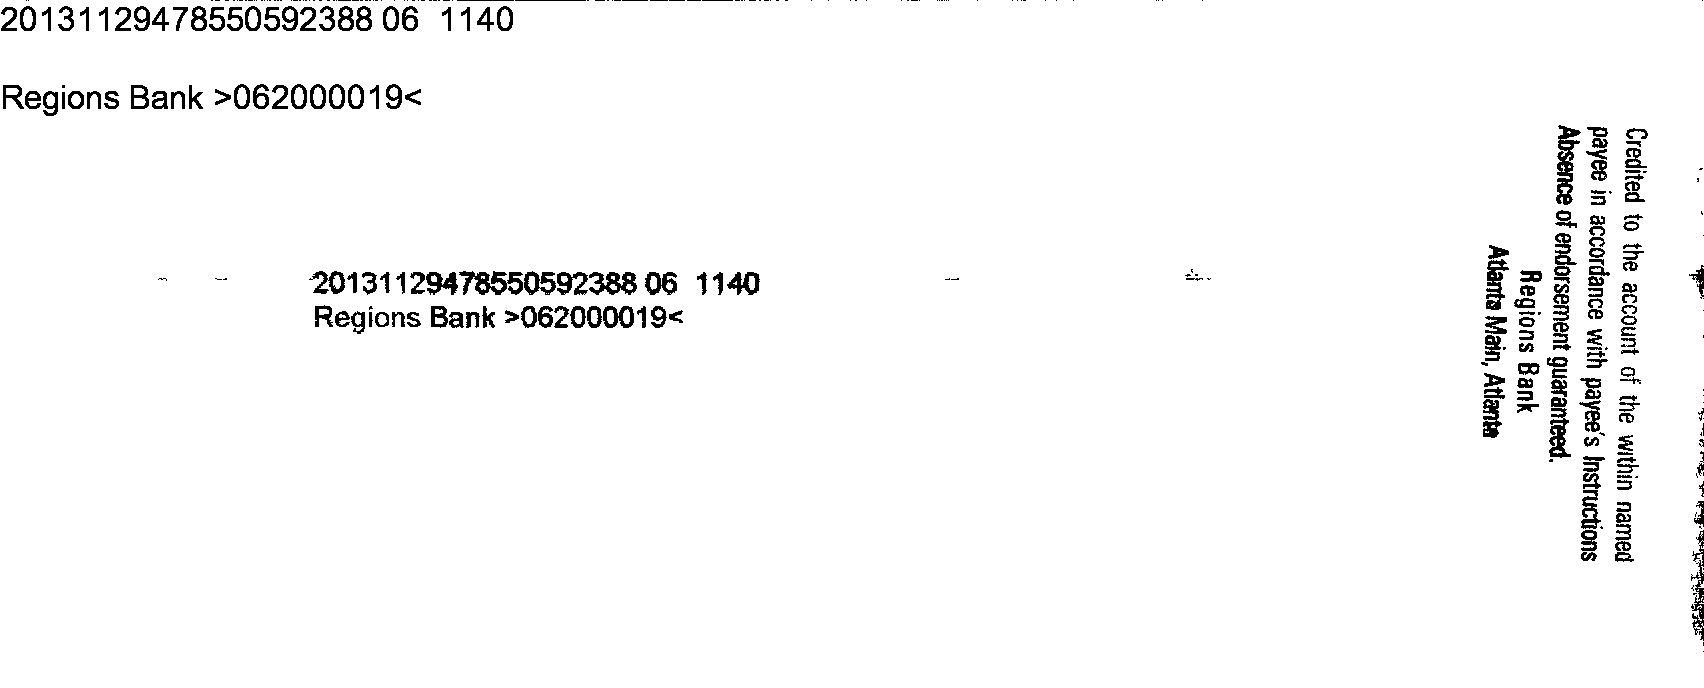 20131129478550592388 06 1140
Regions Bank >062000019<
20131129478550592388 06 1140
Regions Bank >062000019<
Credited to the account of the within named
payee in accordance with payee's Instructions
Absence of endorsement guaranteed.
Regions Bank
Atlanta Main, Atlanta